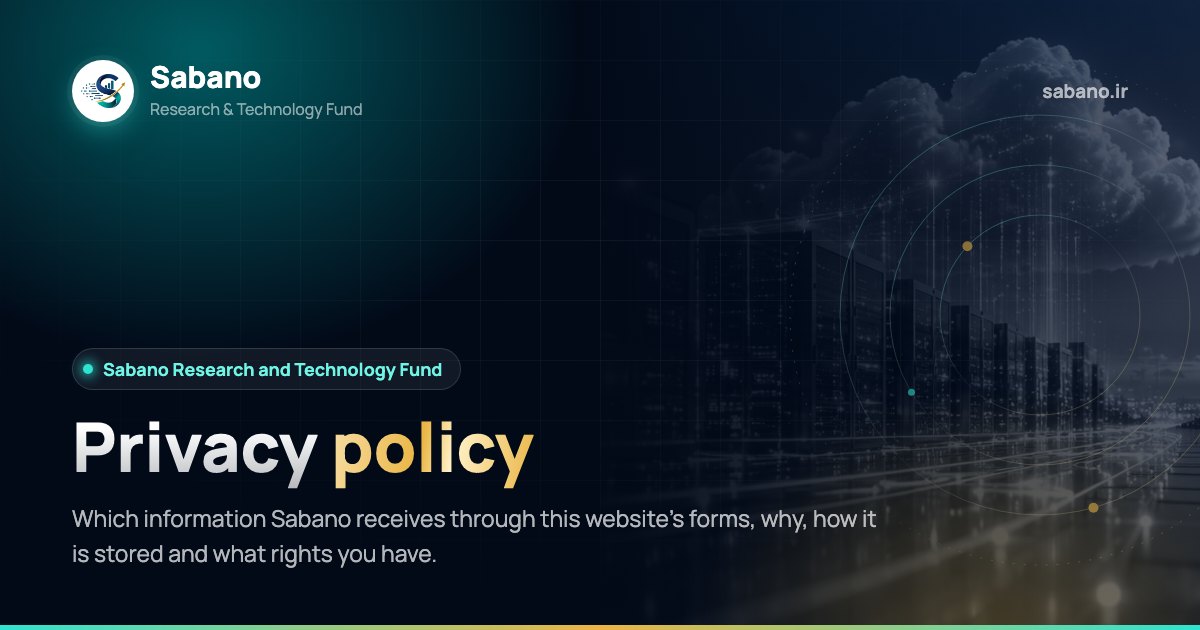 Sabano
Research & Technology Fund
sabano.ir
Sabano Research and Technology Fund
Privacy policy
Which information Sabano receives through this website's forms, why, how it
is stored and what rights you have.